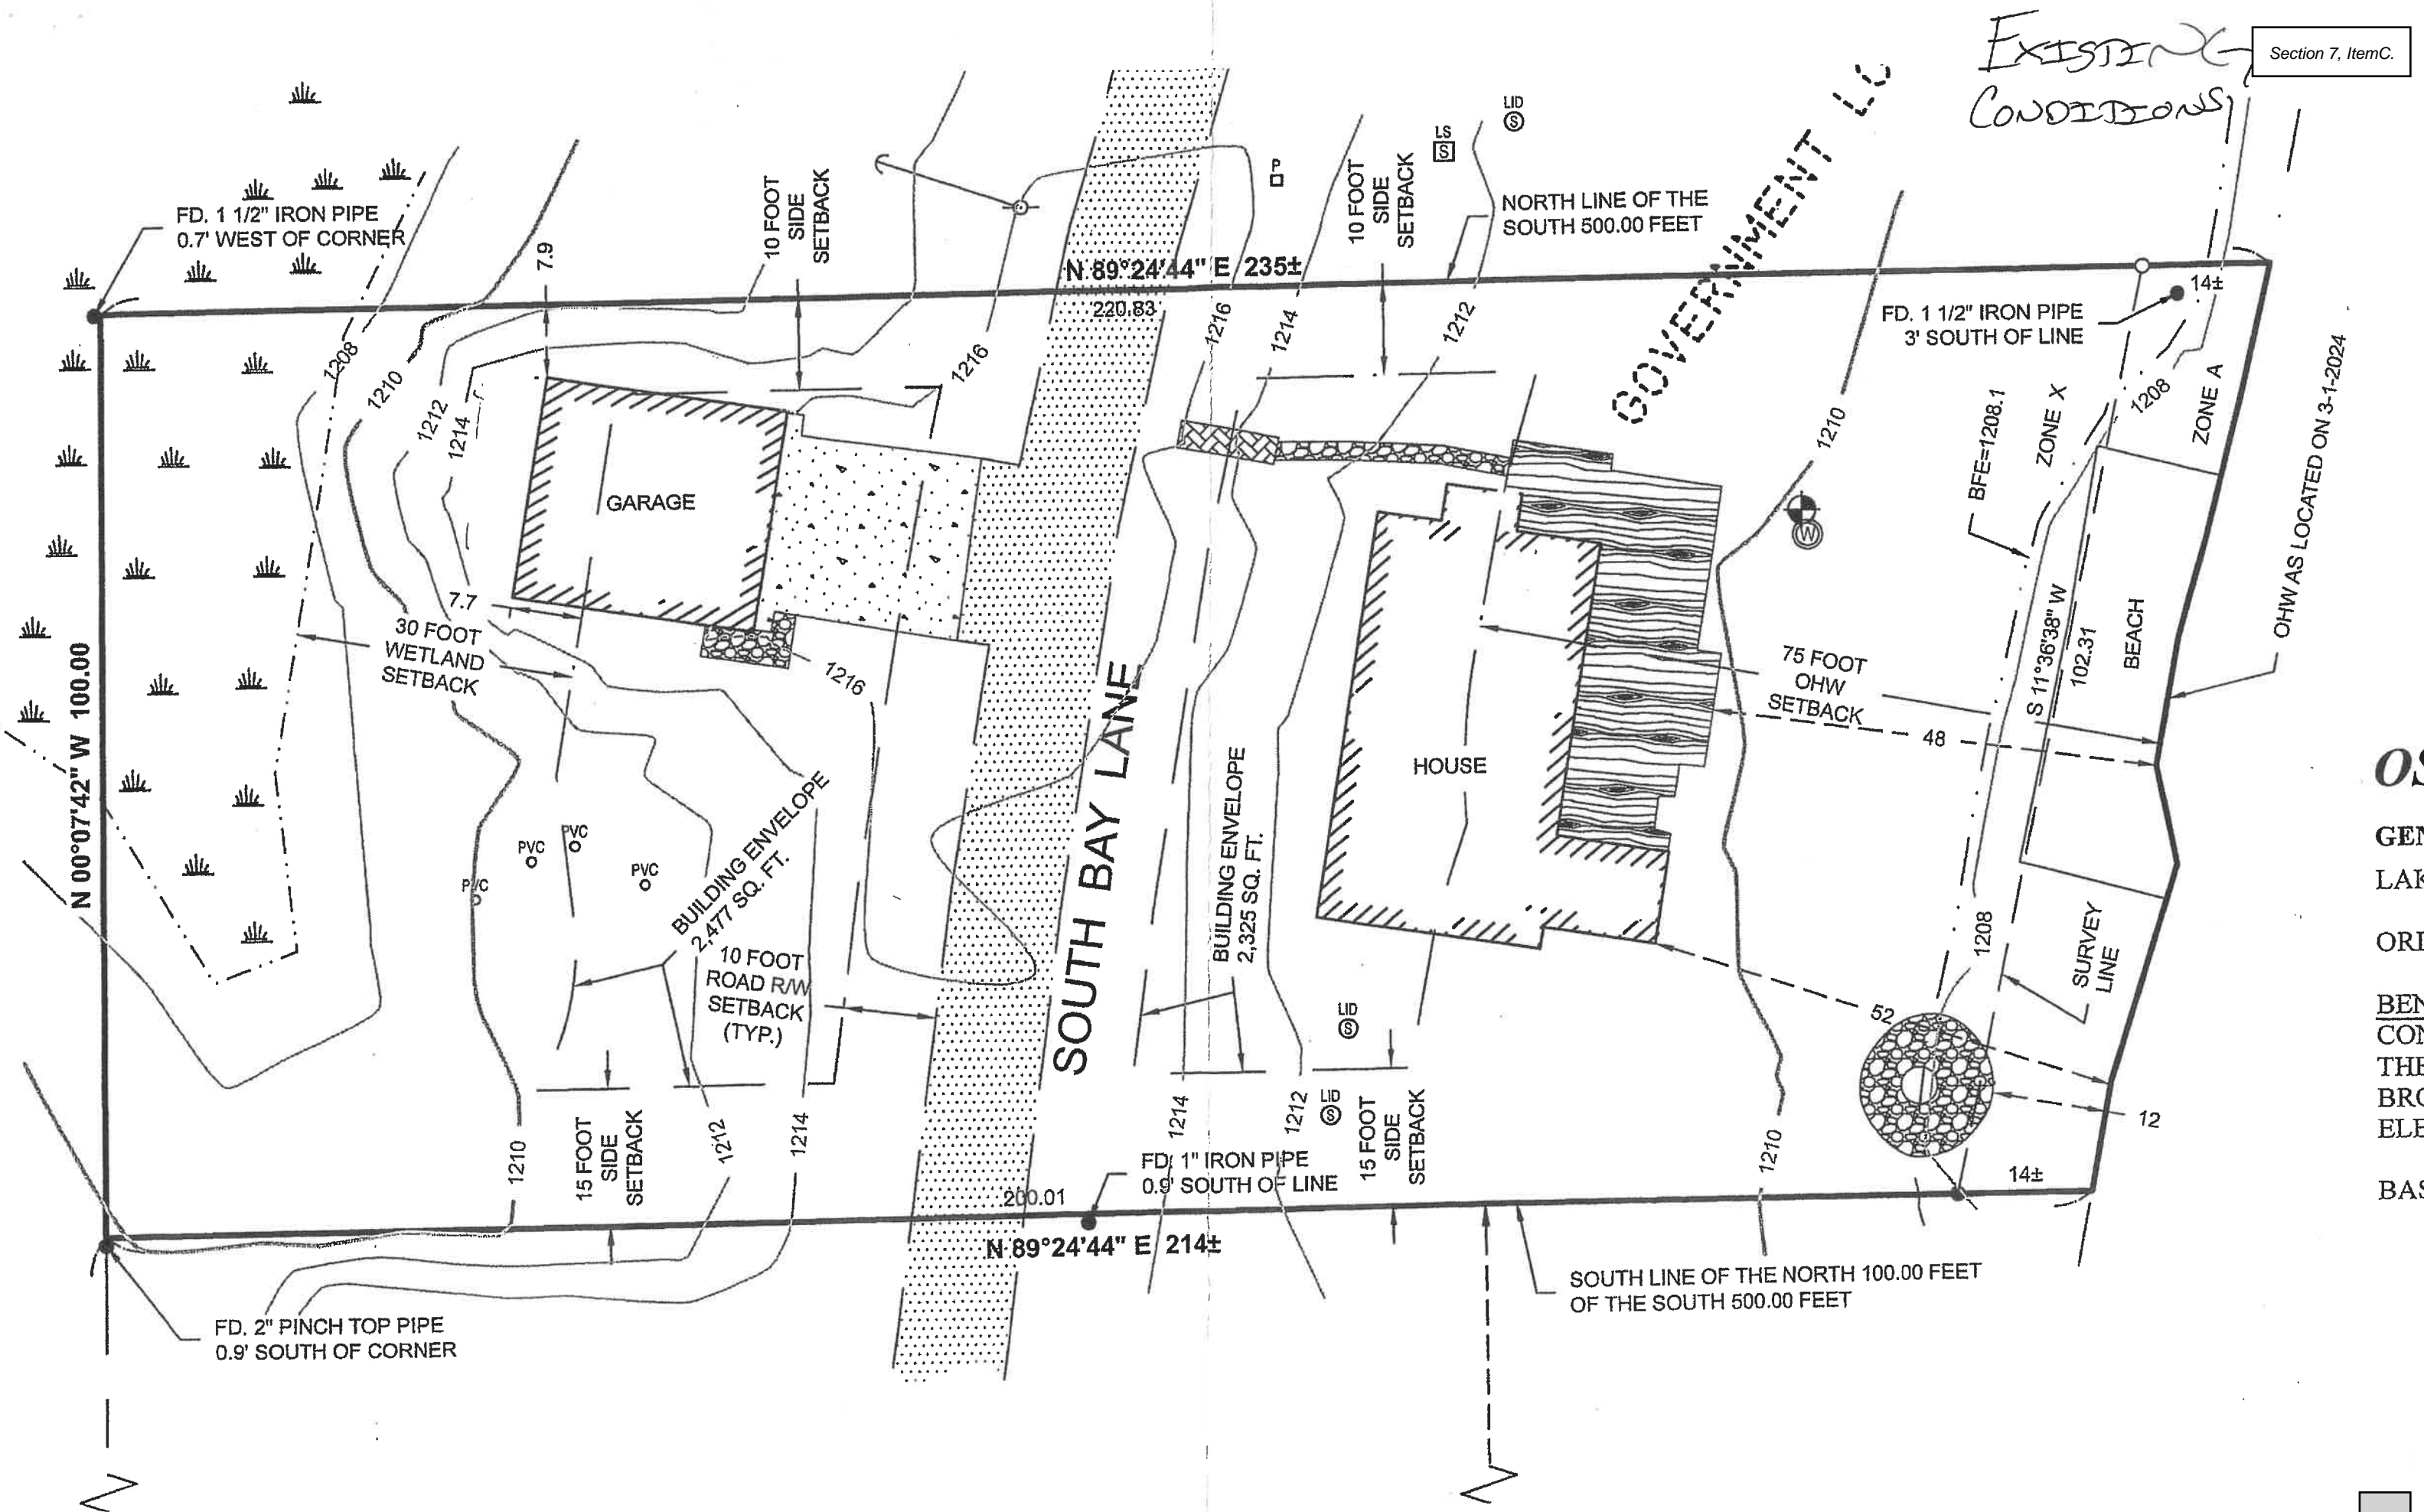 EXISTING
CONDITIONS
Section 7, ItemC.
LID
S
LS
S
P
GOVERNMENT
10 FOOT
SIDE
SETBACK
10 FOOT
SIDE
SETBACK
NORTH LINE OF THE
SOUTH 500.00 FEET
FD. 1 1/2" IRON PIPE
0.7' WEST OF CORNER
7.9
N 89°24'44" E 235±
220.83
14±
FD. 1 1/2" IRON PIPE
3' SOUTH OF LINE
1208
1210
1212
1214
1216
1216
1214
1212
1210
1208
ZONE A
ZONE X
BFE=1208.1
OHW AS LOCATED ON 3-1-2024
GARAGE
W
7.7
30 FOOT
WETLAND
SETBACK
1216
N 00°07'42" W 100.00
SOUTH BAY LANE
HOUSE
75 FOOT
OHW
SETBACK
48
S 11°36'38" W
102.31
BEACH
PVC
PVC
PVC
PVC
BUILDING ENVELOPE
2,477 SQ. FT.
BUILDING ENVELOPE
2,325 SQ. FT.
10 FOOT
ROAD R/W
SETBACK
(TYP.)
1208
SURVEY
LINE
LID
S
52
12
LID
S
15 FOOT
SIDE
SETBACK
15 FOOT
SIDE
SETBACK
1210
1212
1214
1214
1212
1210
FD. 1" IRON PIPE
0.9' SOUTH OF LINE
200.01
14±
N 89°24'44" E 214±
SOUTH LINE OF THE NORTH 100.00 FEET
OF THE SOUTH 500.00 FEET
FD. 2" PINCH TOP PIPE
0.9' SOUTH OF CORNER
OS
GEN
LAK
ORI
BEN
CON
THE
BRO
ELE
BAS